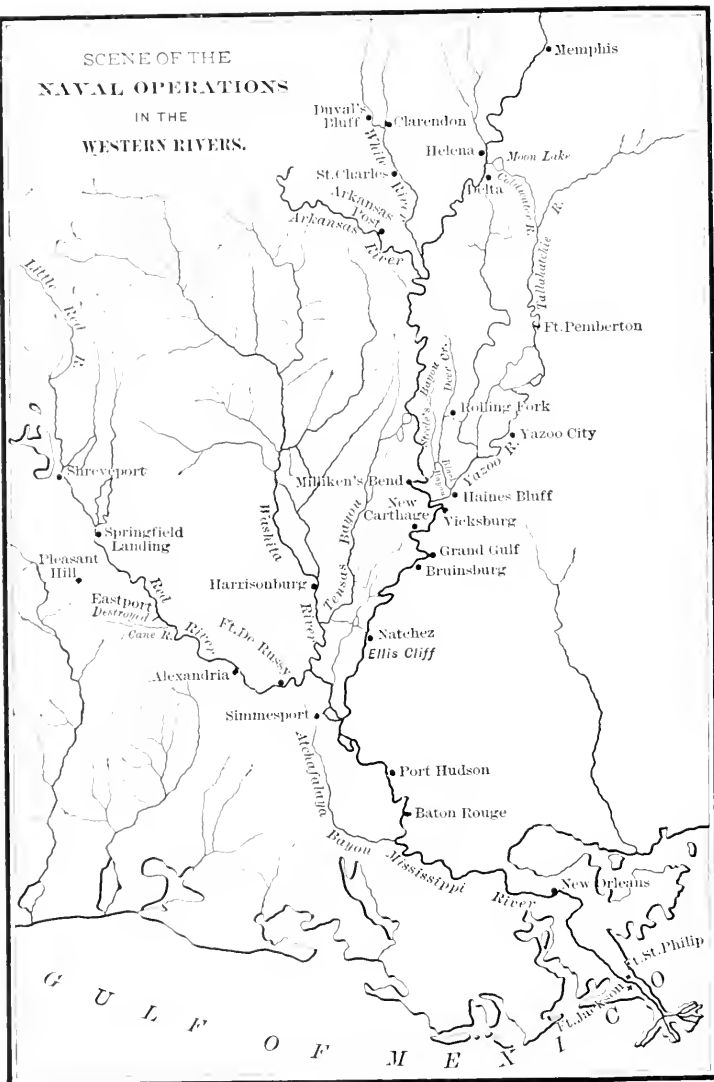 SCENE OF THE
NAVAL OPERATIONS
IN THE
WESTERN RIVERS.
Memphis
Duval's
Bluff
Clarendon
White River
Helena
Moon Lake
St. Charles
Delta
Coldwater R.
Arkansas
Post
Arkansas River
Tallahatchie R.
Little Red R.
Ft. Pemberton
Steele's Bayou
Deer Cr.
Rolling Fork
Yazoo City
Yazoo R.
Black Bayou
Shreveport
Milliken's Bend
Haines Bluff
New
Carthage
Vicksburg
Washita River
Tensas Bayou
Springfield
Landing
Grand Gulf
Bruinsburg
Pleasant
Hill
Harrisonburg
Eastport
Destroyed
Red River
Cane R.
Ft. De Russy
Natchez
Ellis Cliff
Alexandria
Simmesport
Atchafalaya Bayou
Port Hudson
Baton Rouge
Mississippi River
New Orleans
Ft. St. Philip
Ft. Jackson
GULF OF MEXICO